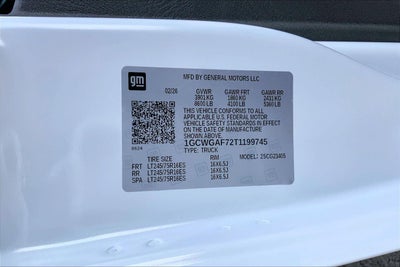 gm
MFD BY GENERAL MOTORS LLC
02/26 GVWR GAWR FRT GAWR RR
3901 KG 1860 KG 2431 KG
8600 LB 4100 LB 5360 LB
THIS VEHICLE CONFORMS TO ALL
APPLICABLE U.S. FEDERAL MOTOR
VEHICLE SAFETY STANDARDS IN
EFFECT ON THE DATE OF MANUFACTURE
SHOWN ABOVE.
1GCWGAF72T1199745
TYPE: TRUCK
TIRE SIZE RIM MODEL: 2SCG23405
FRT LT245/75R16ES 16X6.5J
RR LT245/75R16ES 16X6.5J
SPA LT245/75R16ES 16X6.5J